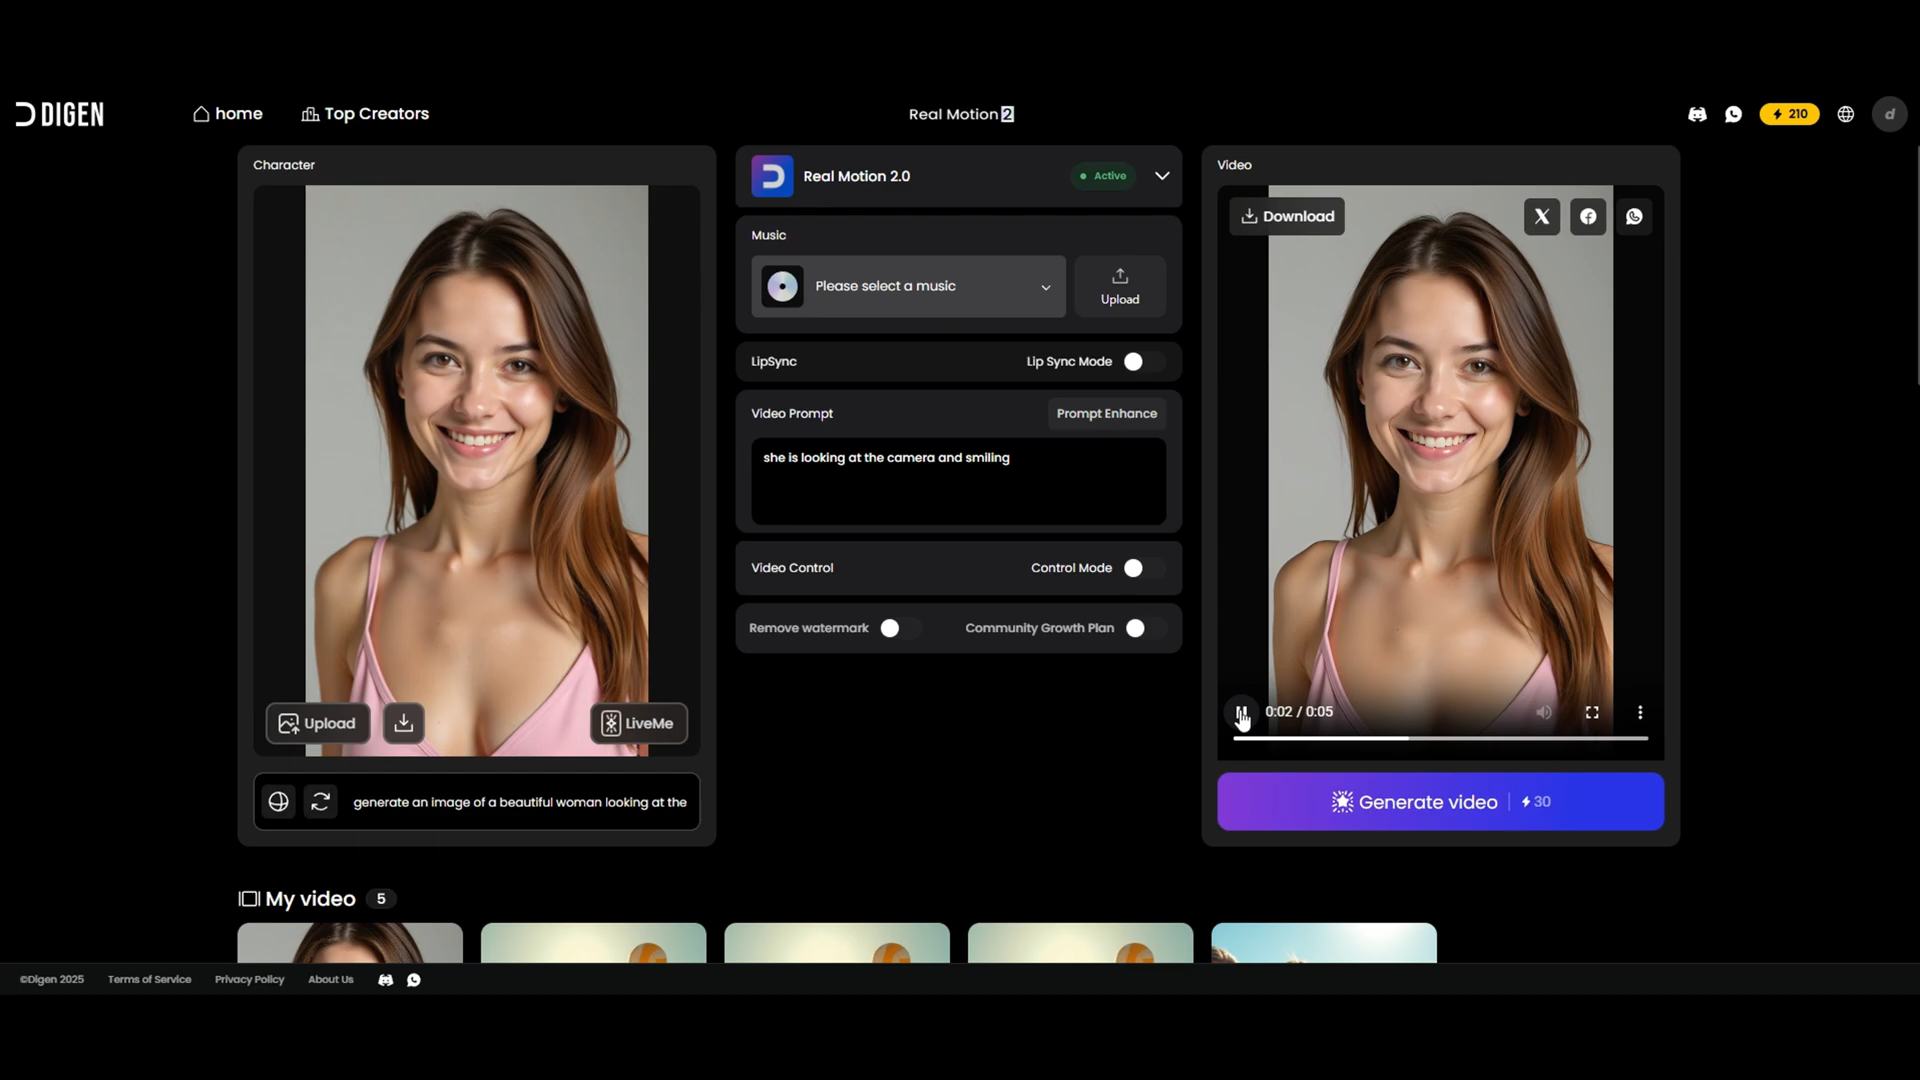 DIGEN
home
Top Creators
Real Motion 2
210
d
Character
Upload
LiveMe
generate an image of a beautiful woman looking at the
Real Motion 2.0
Active
Music
Please select a music
Upload
LipSync
Lip Sync Mode
Video Prompt
Prompt Enhance
she is looking at the camera and smiling
Video Control
Control Mode
Remove watermark
Community Growth Plan
Video
Download
0:02 / 0:05
Generate video
30
My video
5
©Digen 2025
Terms of Service
Privacy Policy
About Us